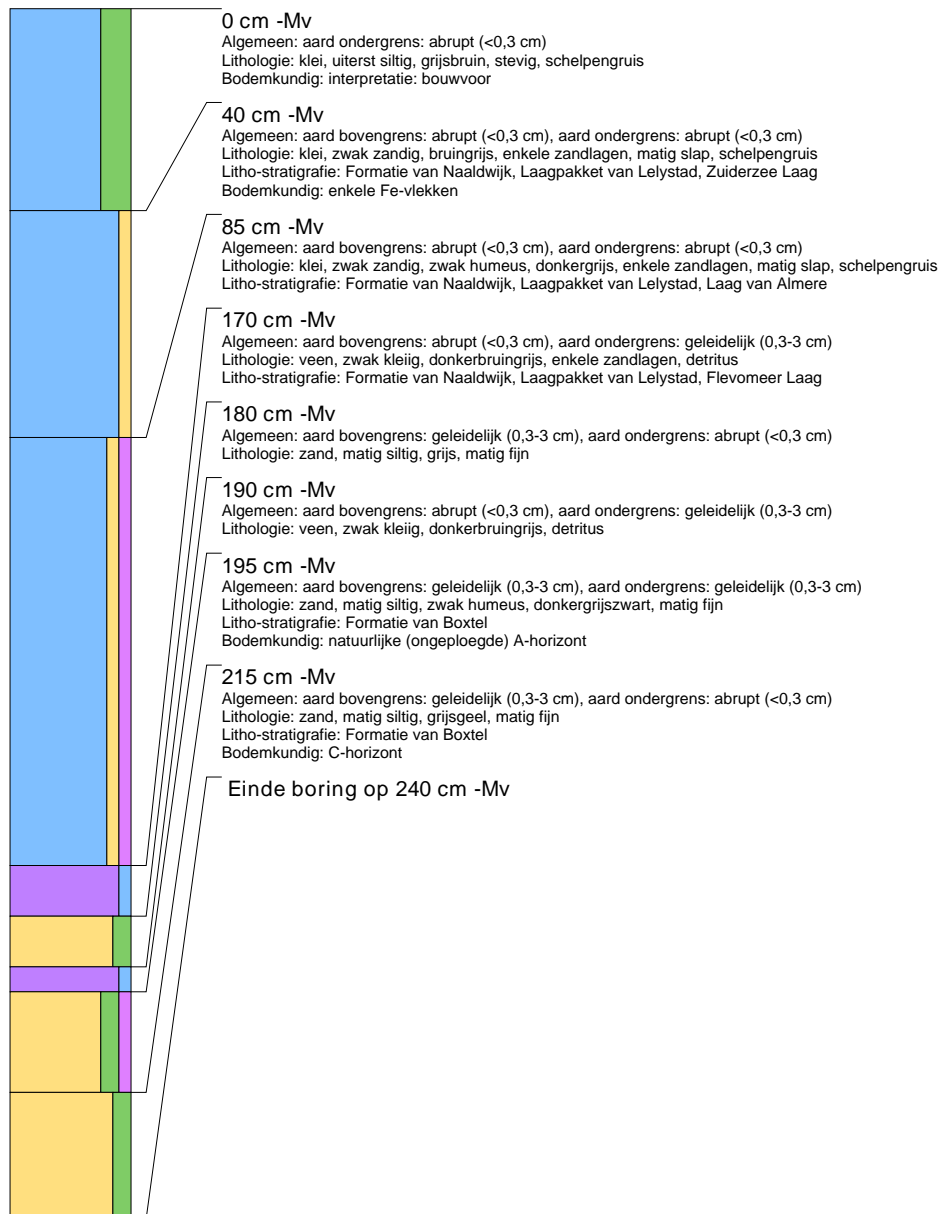 0 cm -Mv
Algemeen: aard ondergrens: abrupt (<0,3 cm)
Lithologie: klei, uiterst siltig, grijsbruin, stevig, schelpengruis
Bodemkundig: interpretatie: bouwvoor
40 cm -Mv
Algemeen: aard bovengrens: abrupt (<0,3 cm), aard ondergrens: abrupt (<0,3 cm)
Lithologie: klei, zwak zandig, bruingrijs, enkele zandlagen, matig slap, schelpengruis
Litho-stratigrafie: Formatie van Naaldwijk, Laagpakket van Lelystad, Zuiderzee Laag
Bodemkundig: enkele Fe-vlekken
85 cm -Mv
Algemeen: aard bovengrens: abrupt (<0,3 cm), aard ondergrens: abrupt (<0,3 cm)
Lithologie: klei, zwak zandig, zwak humeus, donkergrijs, enkele zandlagen, matig slap, schelpengruis
Litho-stratigrafie: Formatie van Naaldwijk, Laagpakket van Lelystad, Laag van Almere
170 cm -Mv
Algemeen: aard bovengrens: abrupt (<0,3 cm), aard ondergrens: geleidelijk (0,3-3 cm)
Lithologie: veen, zwak kleiig, donkerbruingrijs, enkele zandlagen, detritus
Litho-stratigrafie: Formatie van Naaldwijk, Laagpakket van Lelystad, Flevomeer Laag
180 cm -Mv
Algemeen: aard bovengrens: geleidelijk (0,3-3 cm), aard ondergrens: abrupt (<0,3 cm)
Lithologie: zand, matig siltig, grijs, matig fijn
190 cm -Mv
Algemeen: aard bovengrens: abrupt (<0,3 cm), aard ondergrens: geleidelijk (0,3-3 cm)
Lithologie: veen, zwak kleiig, donkerbruingrijs, detritus
195 cm -Mv
Algemeen: aard bovengrens: geleidelijk (0,3-3 cm), aard ondergrens: geleidelijk (0,3-3 cm)
Lithologie: zand, matig siltig, zwak humeus, donkergrijszwart, matig fijn
Litho-stratigrafie: Formatie van Boxtel
Bodemkundig: natuurlijke (ongeploegde) A-horizont
215 cm -Mv
Algemeen: aard bovengrens: geleidelijk (0,3-3 cm), aard ondergrens: abrupt (<0,3 cm)
Lithologie: zand, matig siltig, grijsgeel, matig fijn
Litho-stratigrafie: Formatie van Boxtel
Bodemkundig: C-horizont
Einde boring op 240 cm -Mv